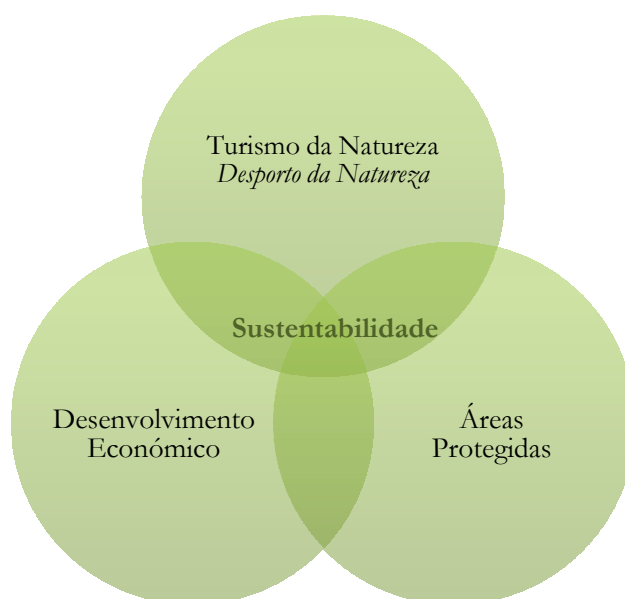 Turismo da Natureza
Desporto da Natureza
Sustentabilidade
Desenvolvimento
Económico
Áreas
Protegidas